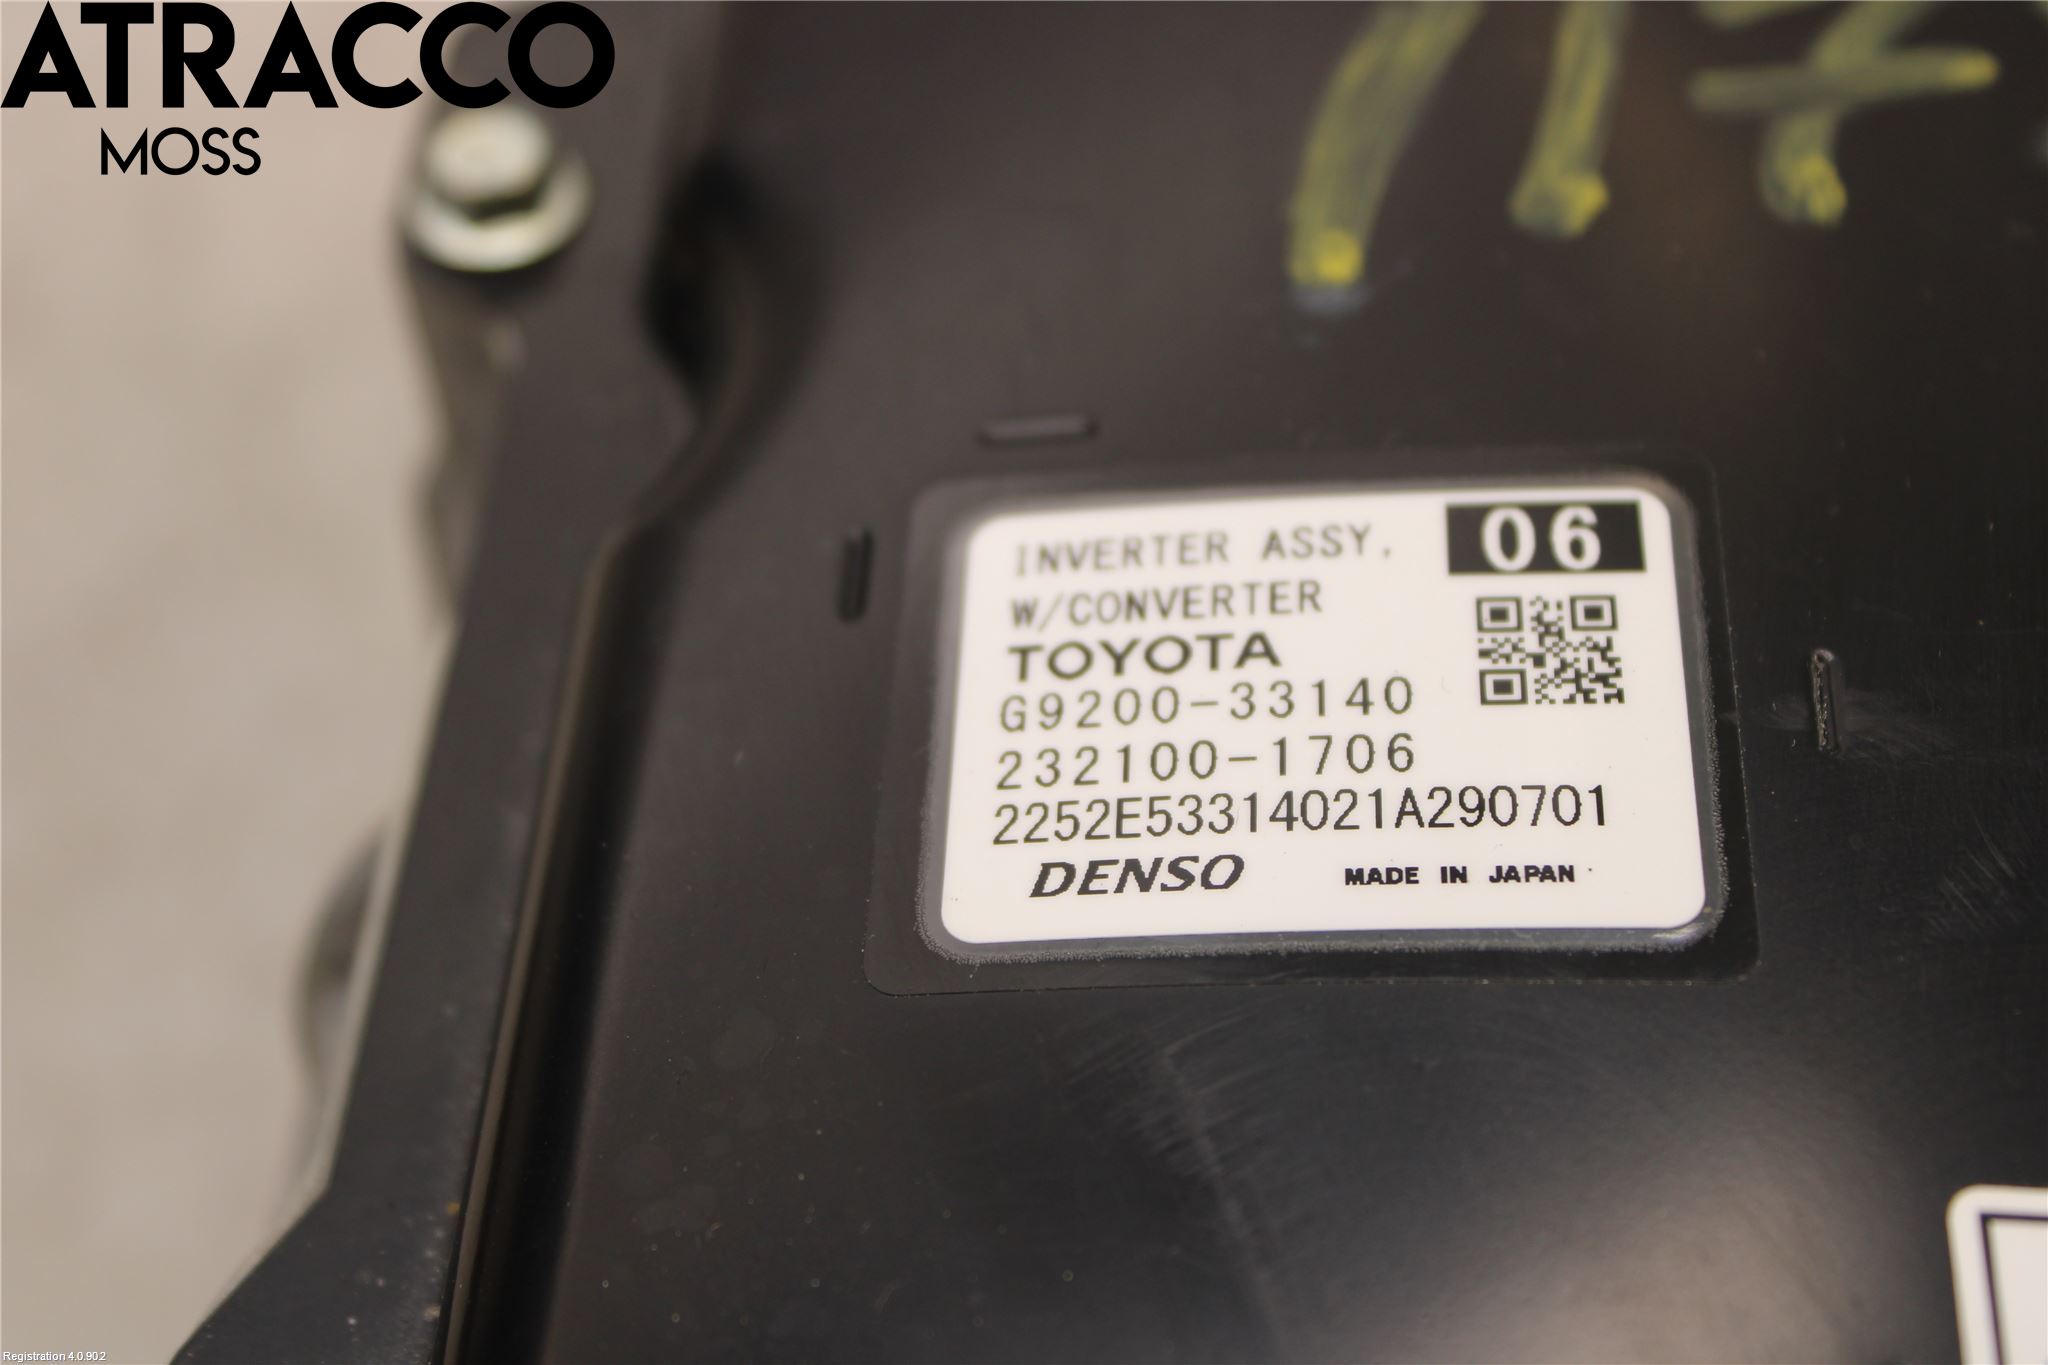 ATRACCO
MOSS
INVERTER ASSY,
06
W/CONVERTER
TOYOTA
G9200-33140
232100-1706
2252E53314021A290701
DENSO
MADE IN JAPAN
Registration 4.0.902